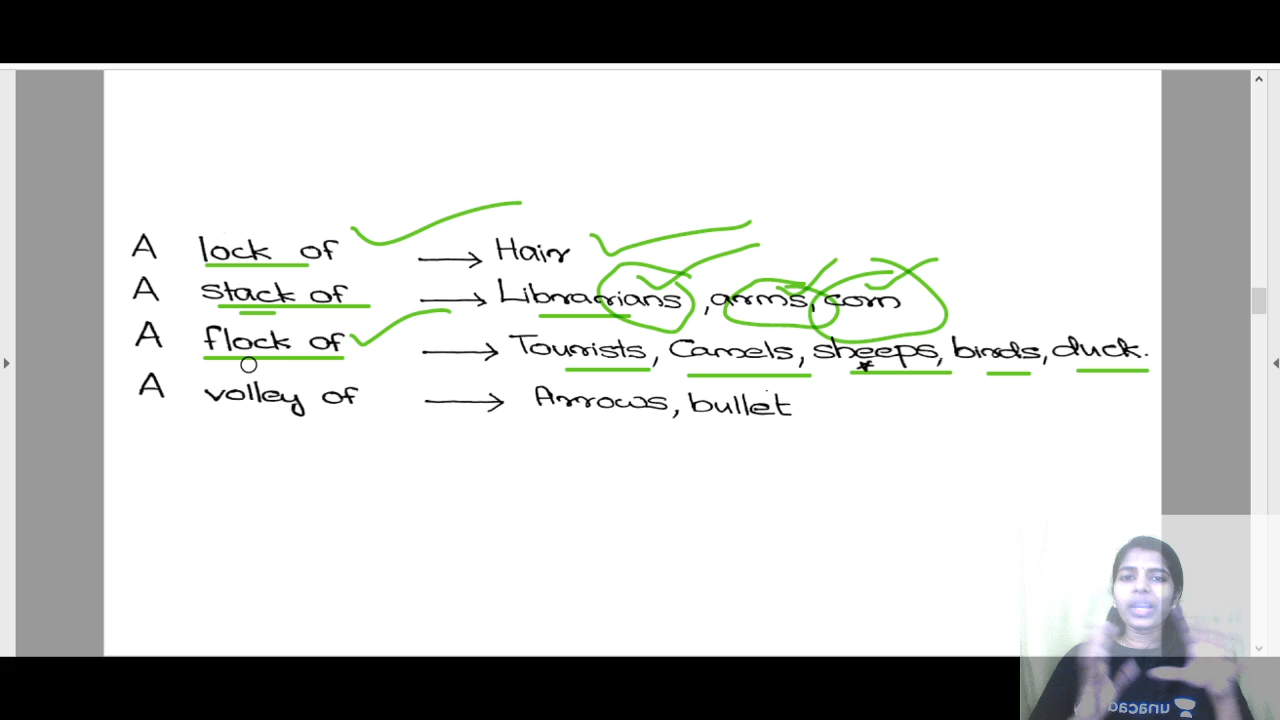 A lock of → Hair
A stack of → Librarians, arms, corn
A flock of → Tourists, Camels, sheeps, birds, duck.
A volley of → Arrows, bullet
unacad